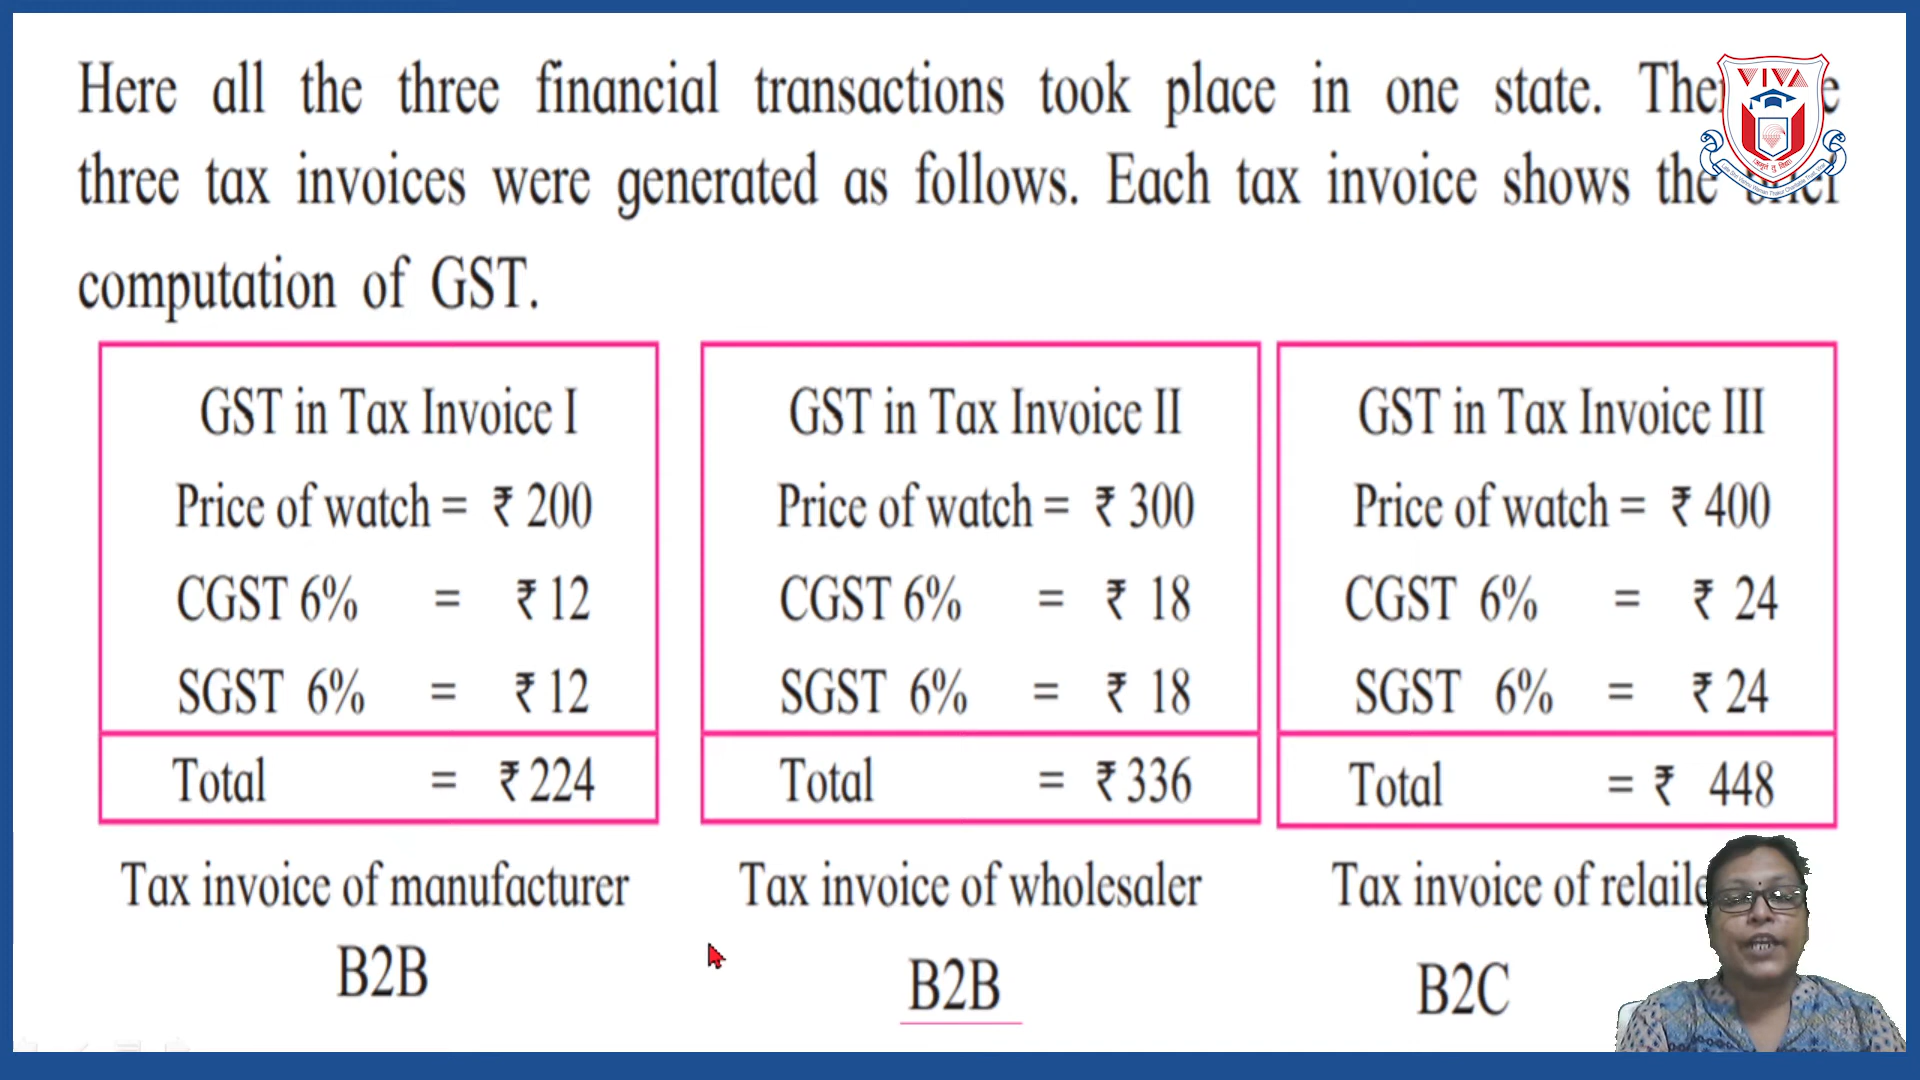 Here all the three financial transactions took place in one state.
three tax invoices were generated as follows. Each tax invoice shows the
computation of GST.
VIVA
GST in Tax Invoice I
Price of watch = ₹ 200
CGST 6% = ₹ 12
SGST 6% = ₹ 12
Total = ₹ 224
Tax invoice of manufacturer
B2B
GST in Tax Invoice II
Price of watch = ₹ 300
CGST 6% = ₹ 18
SGST 6% = ₹ 18
Total = ₹ 336
Tax invoice of wholesaler
B2B
GST in Tax Invoice III
Price of watch = ₹ 400
CGST 6% = ₹ 24
SGST 6% = ₹ 24
Total = ₹ 448
Tax invoice of
B2C